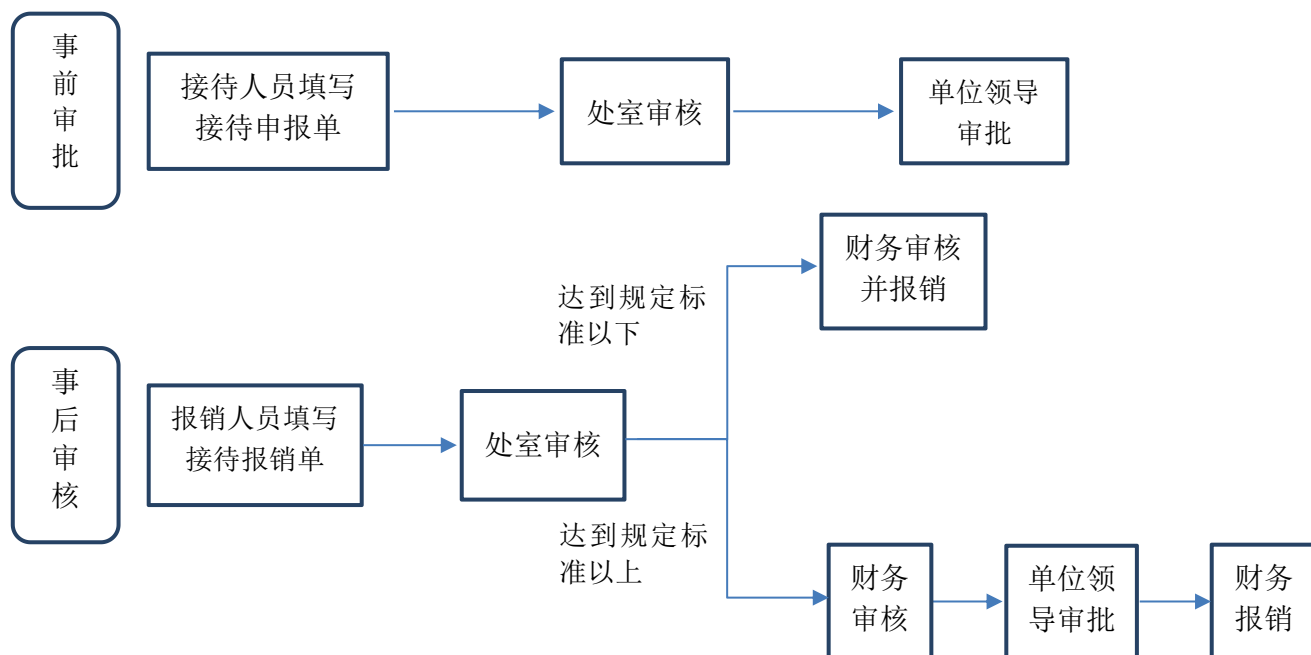 事
前
审
批
接待人员填写
接待申报单
处室审核
单位领导
审批
财务审核
并报销
达到规定标
准以下
事
后
审
核
报销人员填写
接待报销单
处室审核
达到规定标
准以上
财务
审核
单位领
导审批
财务
报销